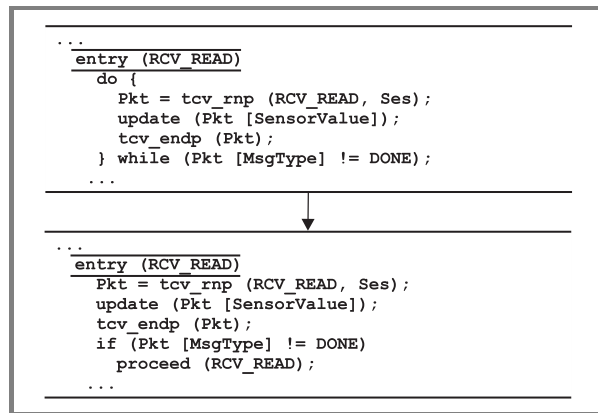 ...
entry (RCV_READ)
do {
Pkt = tcv_rnp (RCV_READ, Ses);
update (Pkt [SensorValue]);
tcv_endp (Pkt);
} while (Pkt [MsgType] != DONE);
...
...
entry (RCV_READ)
Pkt = tcv_rnp (RCV_READ, Ses);
update (Pkt [SensorValue]);
tcv_endp (Pkt);
if (Pkt [MsgType] != DONE)
proceed (RCV_READ);
...